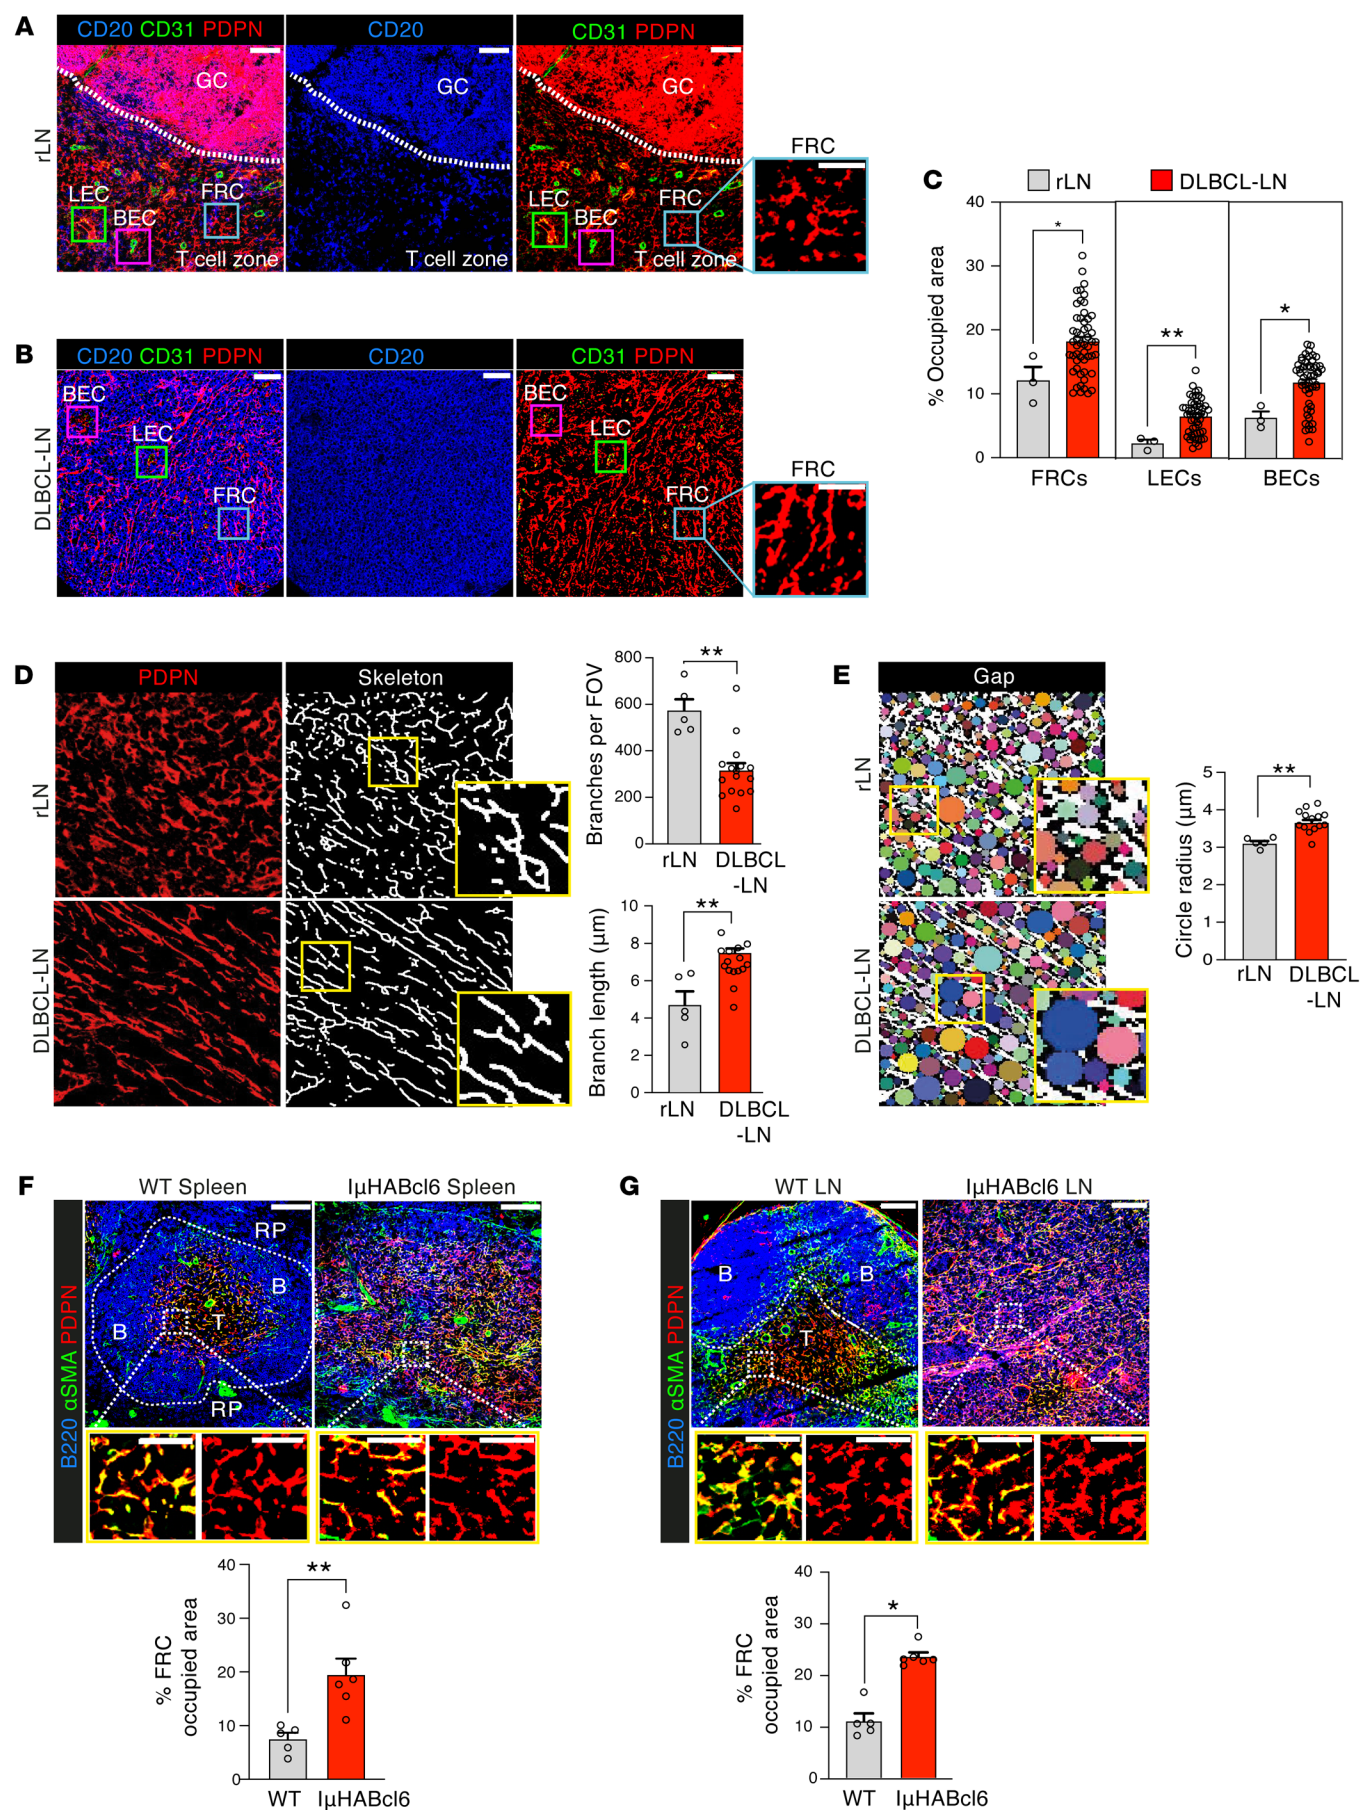 A
CD20 CD31 PDPN
CD20
CD31 PDPN
rLN
GC
GC
GC
LEC
BEC
FRC
T cell zone
T cell zone
LEC
BEC
FRC
T cell zone
FRC
B
CD20 CD31 PDPN
CD20
CD31 PDPN
DLBCL-LN
BEC
LEC
FRC
BEC
LEC
FRC
FRC
C
rLN
DLBCL-LN
% Occupied area
40
30
20
10
0
*
**
*
FRCs
LECs
BECs
D
PDPN
Skeleton
rLN
DLBCL-LN
Branches per FOV
800
600
400
200
0
**
rLN
DLBCL
-LN
Branch length (μm)
10
8
6
4
2
0
**
rLN
DLBCL
-LN
E
Gap
rLN
DLBCL-LN
Circle radius (μm)
5
4
3
2
1
0
**
rLN
DLBCL
-LN
F
WT Spleen
IμHABcl6 Spleen
B220 αSMA PDPN
RP
B
T
B
RP
% FRC
occupied area
40
30
20
10
0
**
WT
IμHABcl6
G
WT LN
IμHABcl6 LN
B220 αSMA PDPN
B
B
T
% FRC
occupied area
40
30
20
10
0
*
WT
IμHABcl6